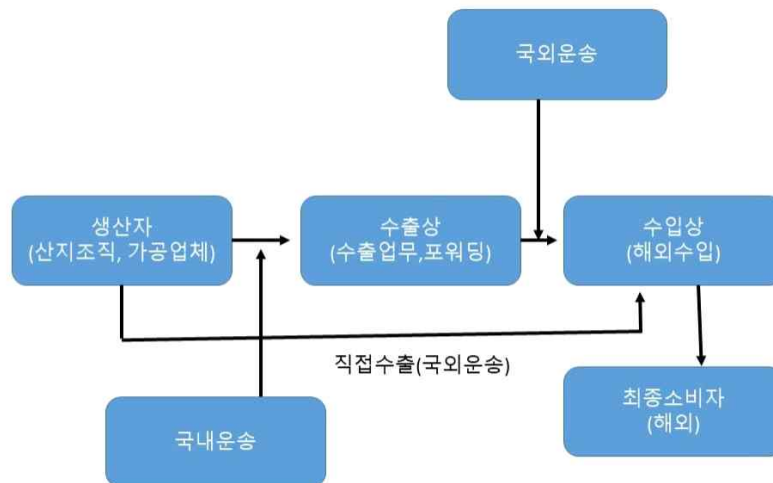 국외운송
생산자
(산지조직, 가공업체)
수출상
(수출업무,포워딩)
수입상
(해외수입)
직접수출(국외운송)
국내운송
최종소비자
(해외)